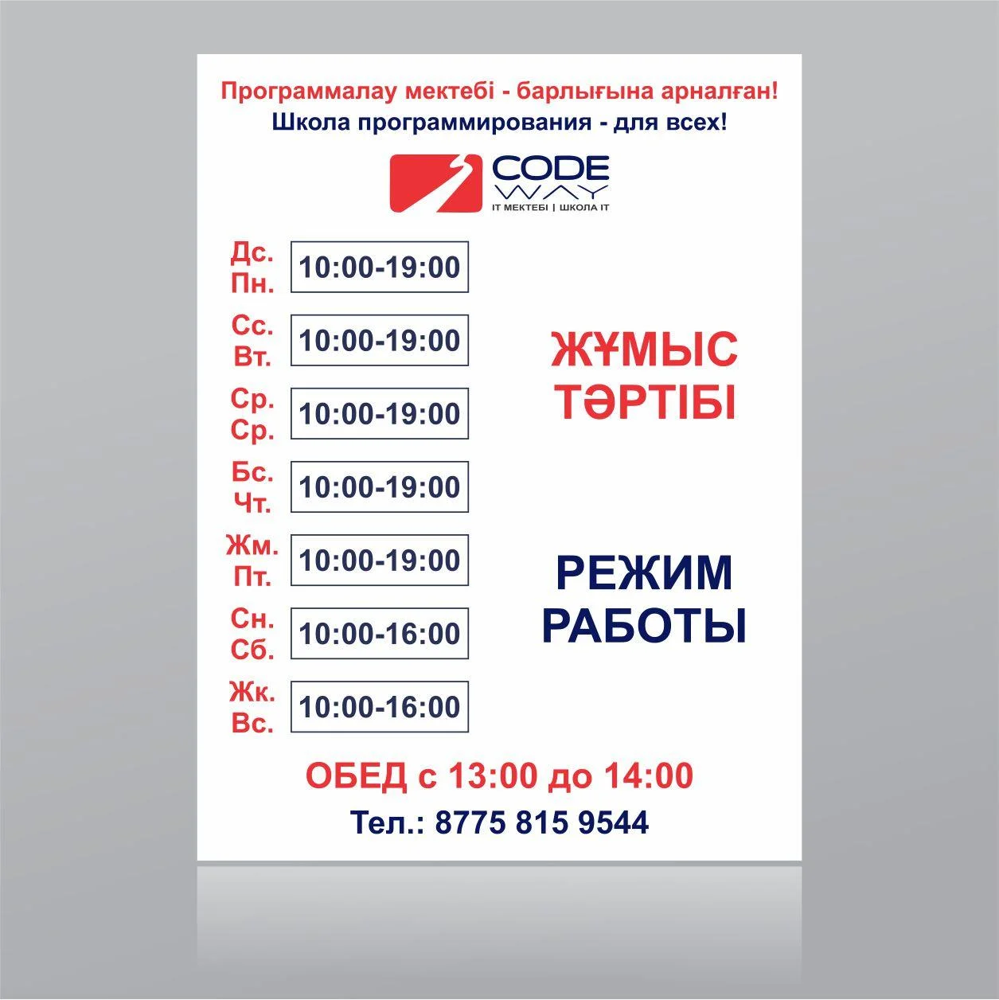 Программалау мектебі - барлығына арналған!
Школа программирования - для всех!
CODE
WAY
IT МЕКТЕБІ | ШКОЛА IT
Дс.
Пн.
10:00-19:00
Сс.
Вт.
10:00-19:00
Ср.
Ср.
10:00-19:00
Бс.
Чт.
10:00-19:00
Жм.
Пт.
10:00-19:00
Сн.
Сб.
10:00-16:00
Жк.
Вс.
10:00-16:00
ЖҰМЫС
ТӘРТІБІ
РЕЖИМ
РАБОТЫ
ОБЕД с 13:00 до 14:00
Тел.: 8775 815 9544